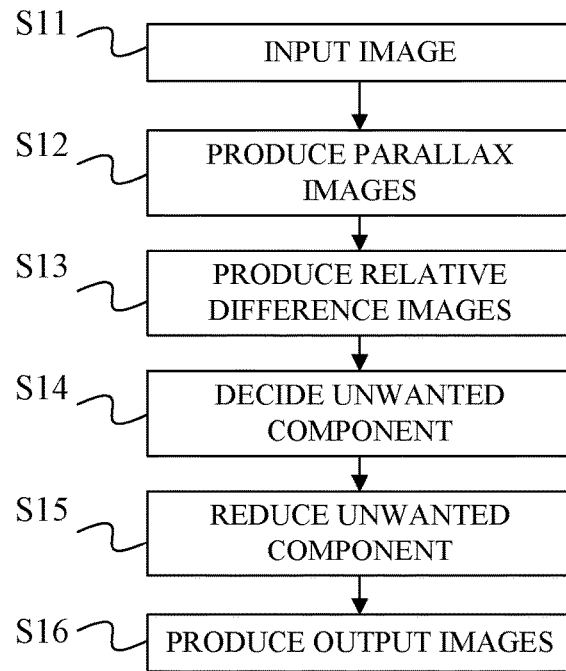 S11
INPUT IMAGE
S12
PRODUCE PARALLAX
IMAGES
S13
PRODUCE RELATIVE
DIFFERENCE IMAGES
S14
DECIDE UNWANTED
COMPONENT
S15
REDUCE UNWANTED
COMPONENT
S16
PRODUCE OUTPUT IMAGES